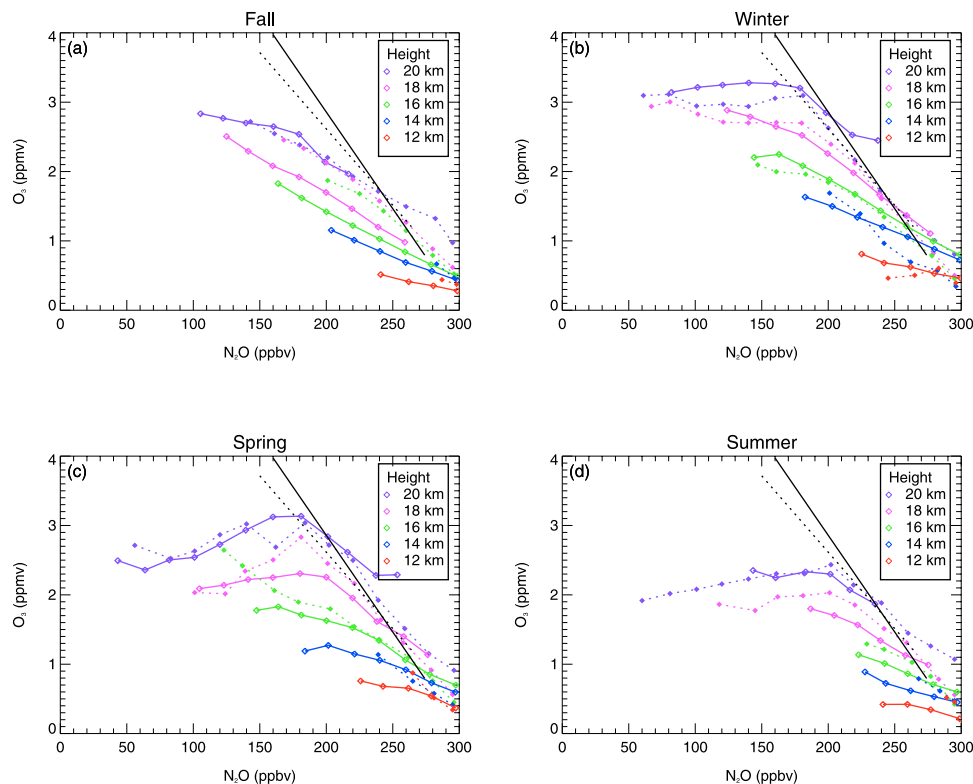 Fall
(a)
Height
20 km
18 km
16 km
14 km
12 km
O₃ (ppmv)
4
3
2
1
0
0 50 100 150 200 250 300
N₂O (ppbv)
Winter
(b)
Height
20 km
18 km
16 km
14 km
12 km
O₃ (ppmv)
4
3
2
1
0
0 50 100 150 200 250 300
N₂O (ppbv)
Spring
(c)
Height
20 km
18 km
16 km
14 km
12 km
O₃ (ppmv)
4
3
2
1
0
0 50 100 150 200 250 300
N₂O (ppbv)
Summer
(d)
Height
20 km
18 km
16 km
14 km
12 km
O₃ (ppmv)
4
3
2
1
0
0 50 100 150 200 250 300
N₂O (ppbv)